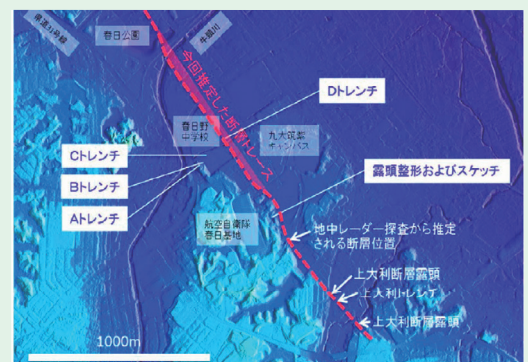 県道31号線
春日公園
牛頸川
今回推定した断層トレース
Dトレンチ
春日野
中学校
九大筑紫
キャンパス
Cトレンチ
Bトレンチ
Aトレンチ
露頭整形およびスケッチ
航空自衛隊
春日基地
地中レーダー探査から推定
される断層位置
上大利断層露頭
上大利トレンチ
上大利断層露頭
1000m